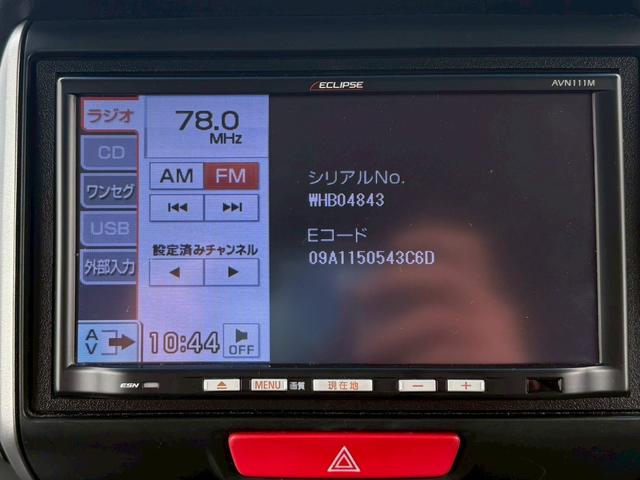 ECLIPSE
AVN111M
ラジオ
78.0
MHz
CD
AM FM
シリアルNo.
WHB04843
ワンセグ
USB
Eコード
09A1150543C6D
設定済みチャンネル
外部入力
AV
10:44
OFF
ESN
MENU
画質
現在地